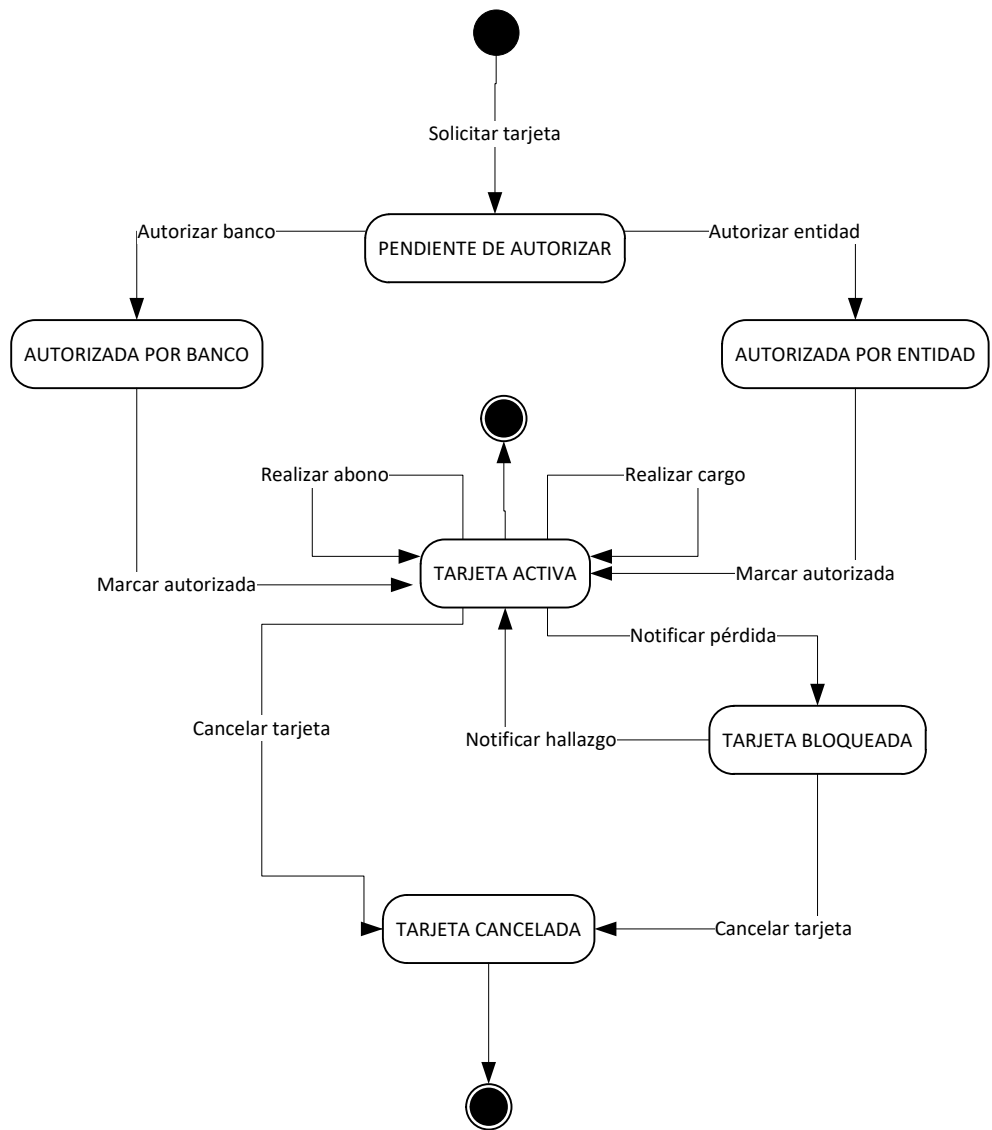 Solicitar tarjeta
Autorizar banco
PENDIENTE DE AUTORIZAR
Autorizar entidad
AUTORIZADA POR BANCO
AUTORIZADA POR ENTIDAD
Realizar abono
Realizar cargo
TARJETA ACTIVA
Marcar autorizada
Marcar autorizada
Notificar pérdida
Cancelar tarjeta
Notificar hallazgo
TARJETA BLOQUEADA
TARJETA CANCELADA
Cancelar tarjeta